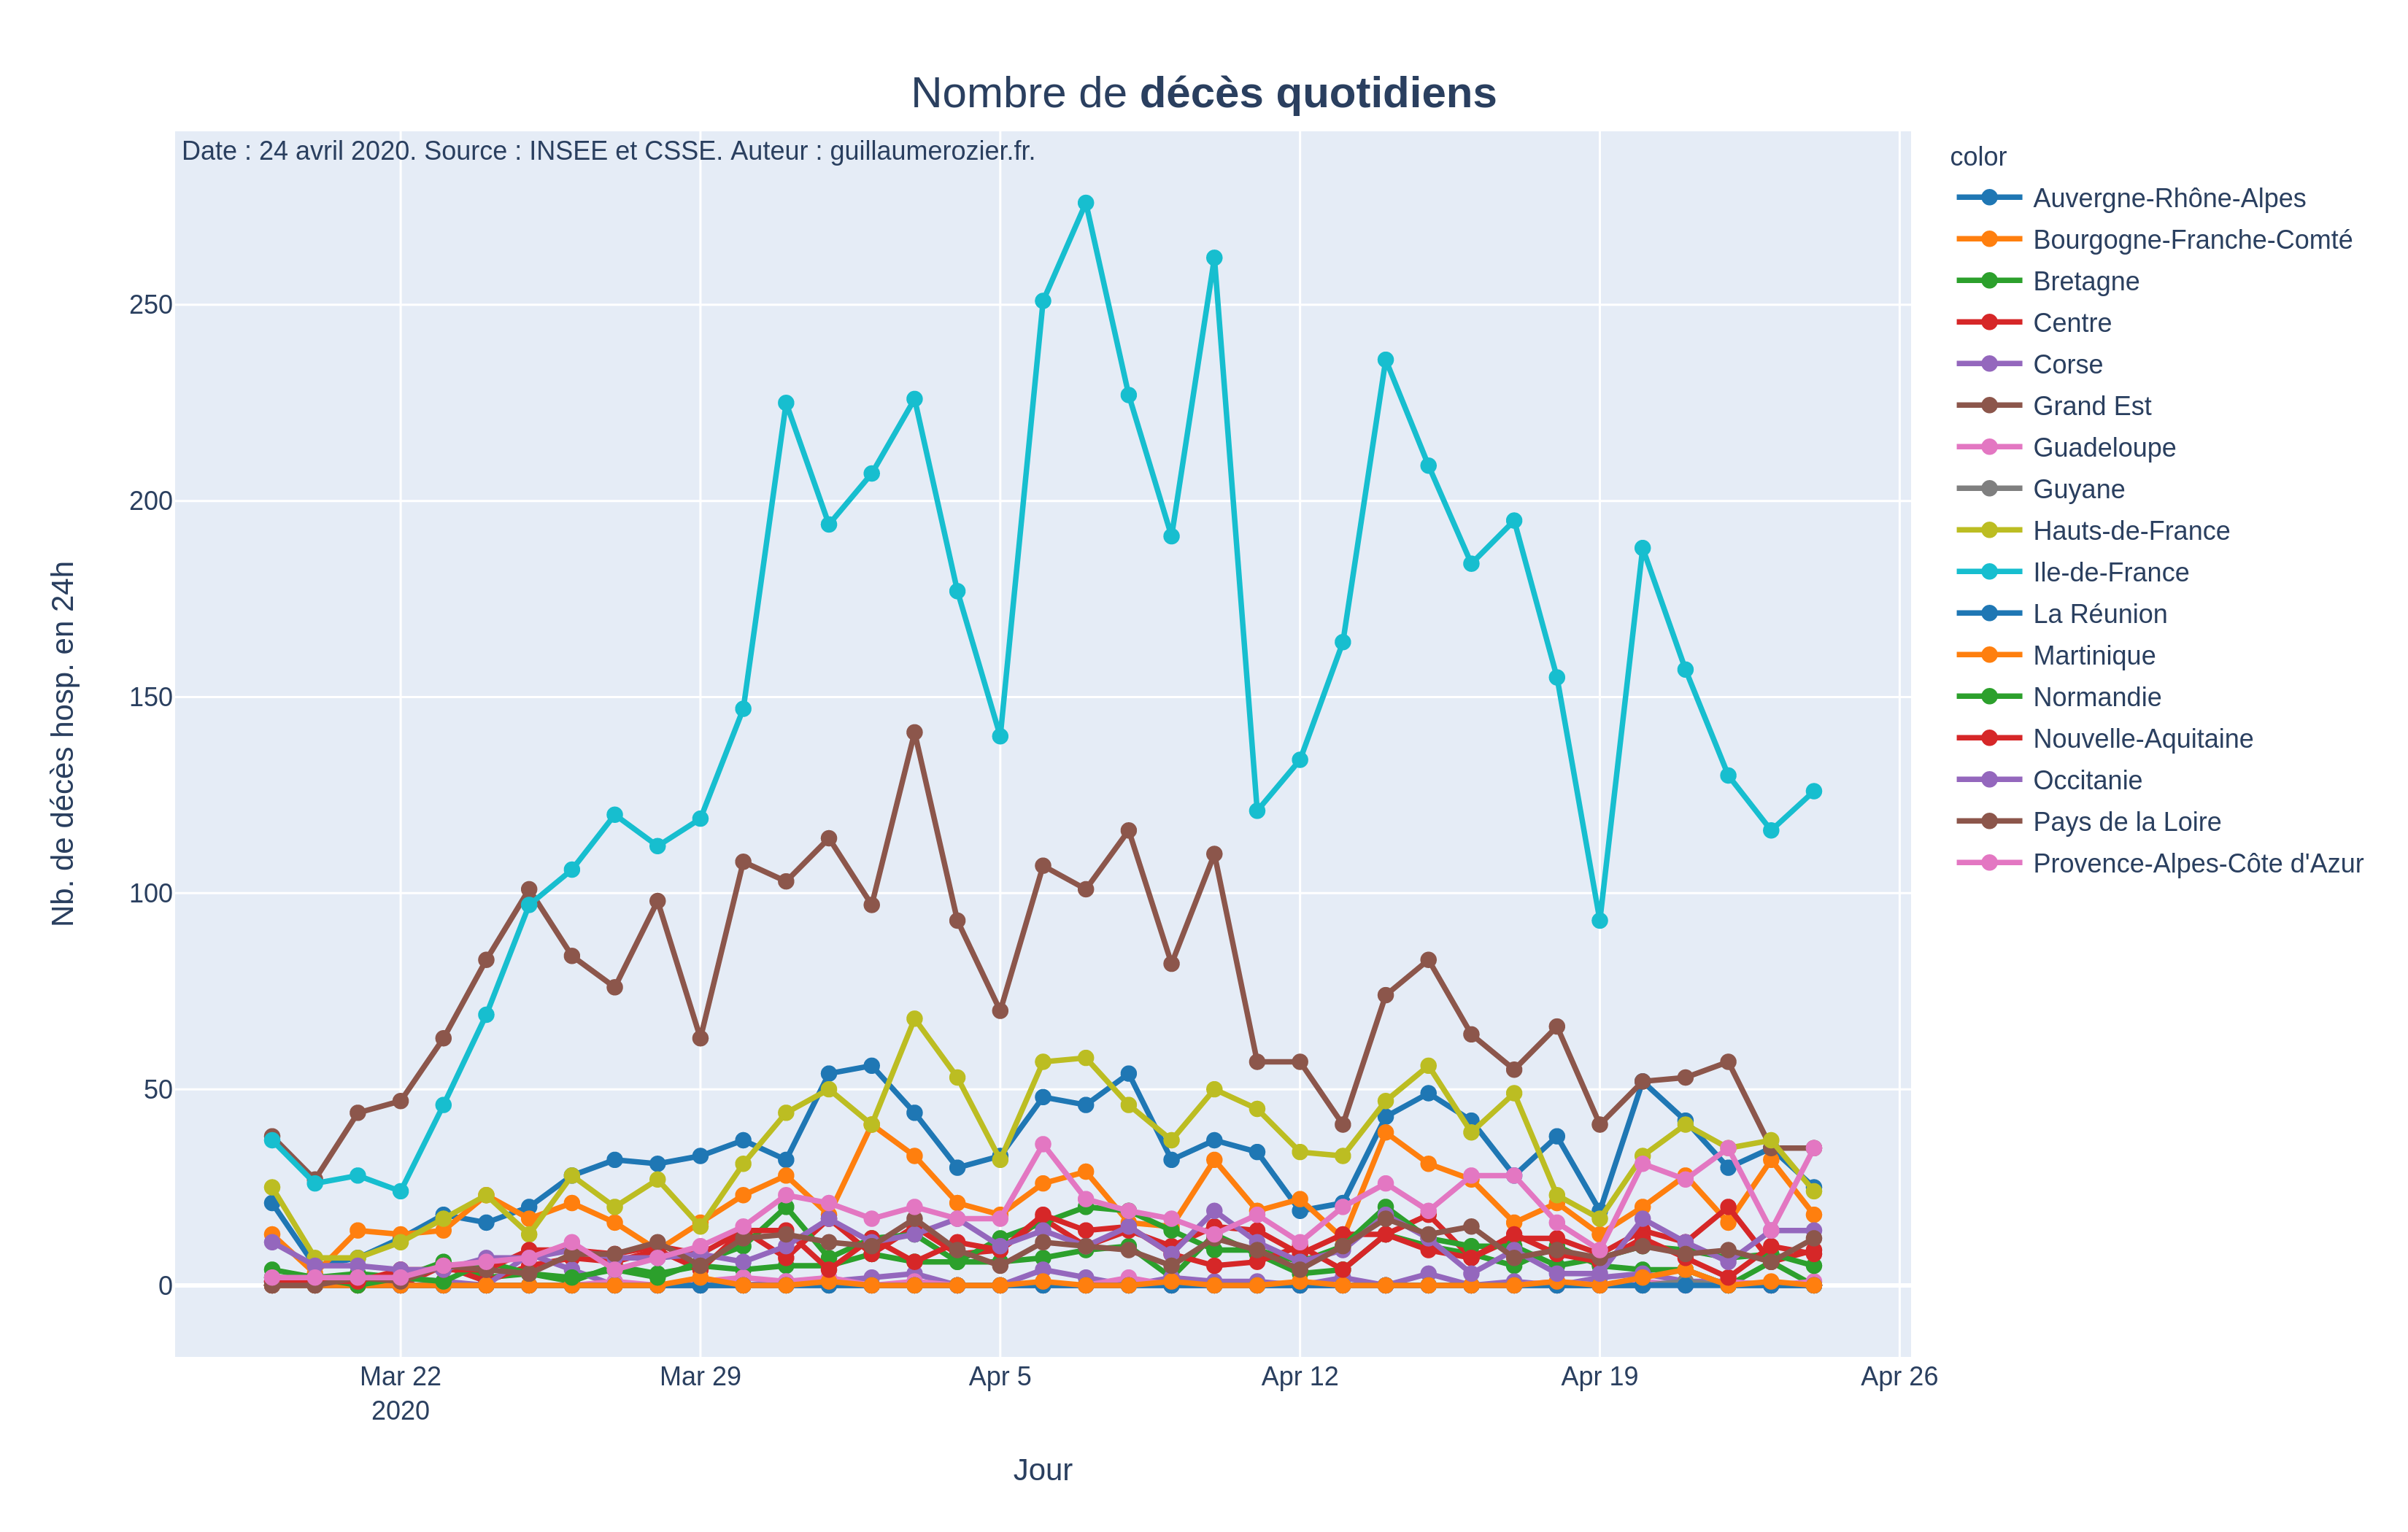 Nombre de décès quotidiens
Date : 24 avril 2020. Source : INSEE et CSSE. Auteur : guillaumerozier.fr.
Nb. de décès hosp. en 24h
250
200
150
100
50
0
Mar 22
2020
Mar 29
Apr 5
Apr 12
Apr 19
Apr 26
Jour
color
Auvergne-Rhône-Alpes
Bourgogne-Franche-Comté
Bretagne
Centre
Corse
Grand Est
Guadeloupe
Guyane
Hauts-de-France
Ile-de-France
La Réunion
Martinique
Normandie
Nouvelle-Aquitaine
Occitanie
Pays de la Loire
Provence-Alpes-Côte d'Azur